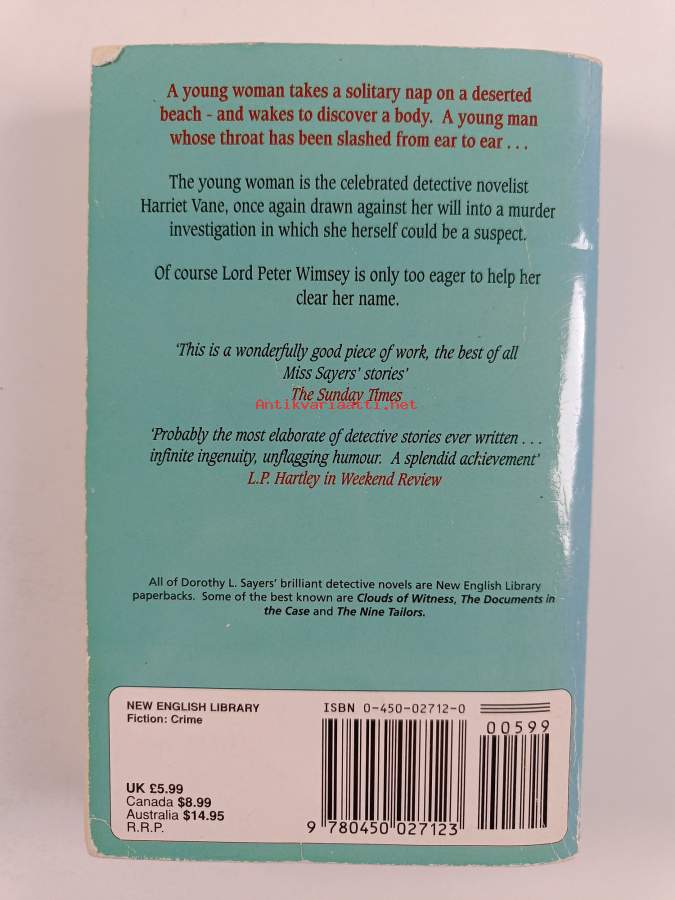 A young woman takes a solitary nap on a deserted
beach - and wakes to discover a body. A young man
whose throat has been slashed from ear to ear . . .
The young woman is the celebrated detective novelist
Harriet Vane, once again drawn against her will into a murder
investigation in which she herself could be a suspect.
Of course Lord Peter Wimsey is only too eager to help her
clear her name.
'This is a wonderfully good piece of work, the best of all
Miss Sayers' stories'
The Sunday Times
Antikvariaatti.net
'Probably the most elaborate of detective stories ever written . . .
infinite ingenuity, unflagging humour. A splendid achievement'
L.P. Hartley in Weekend Review
All of Dorothy L. Sayers' brilliant detective novels are New English Library
paperbacks. Some of the best known are Clouds of Witness, The Documents in
the Case and The Nine Tailors.
NEW ENGLISH LIBRARY
Fiction: Crime
ISBN 0-450-02712-0
00599
UK £5.99
Canada $8.99
Australia $14.95
R.R.P.
9 780450 027123